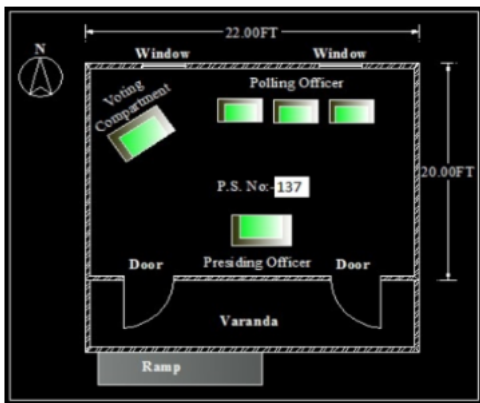 22.00FT
N
Window
Window
Polling Officer
Voting
Compartment
20.00FT
P.S. No:- 137
Door
Presiding Officer
Door
Varanda
Ramp